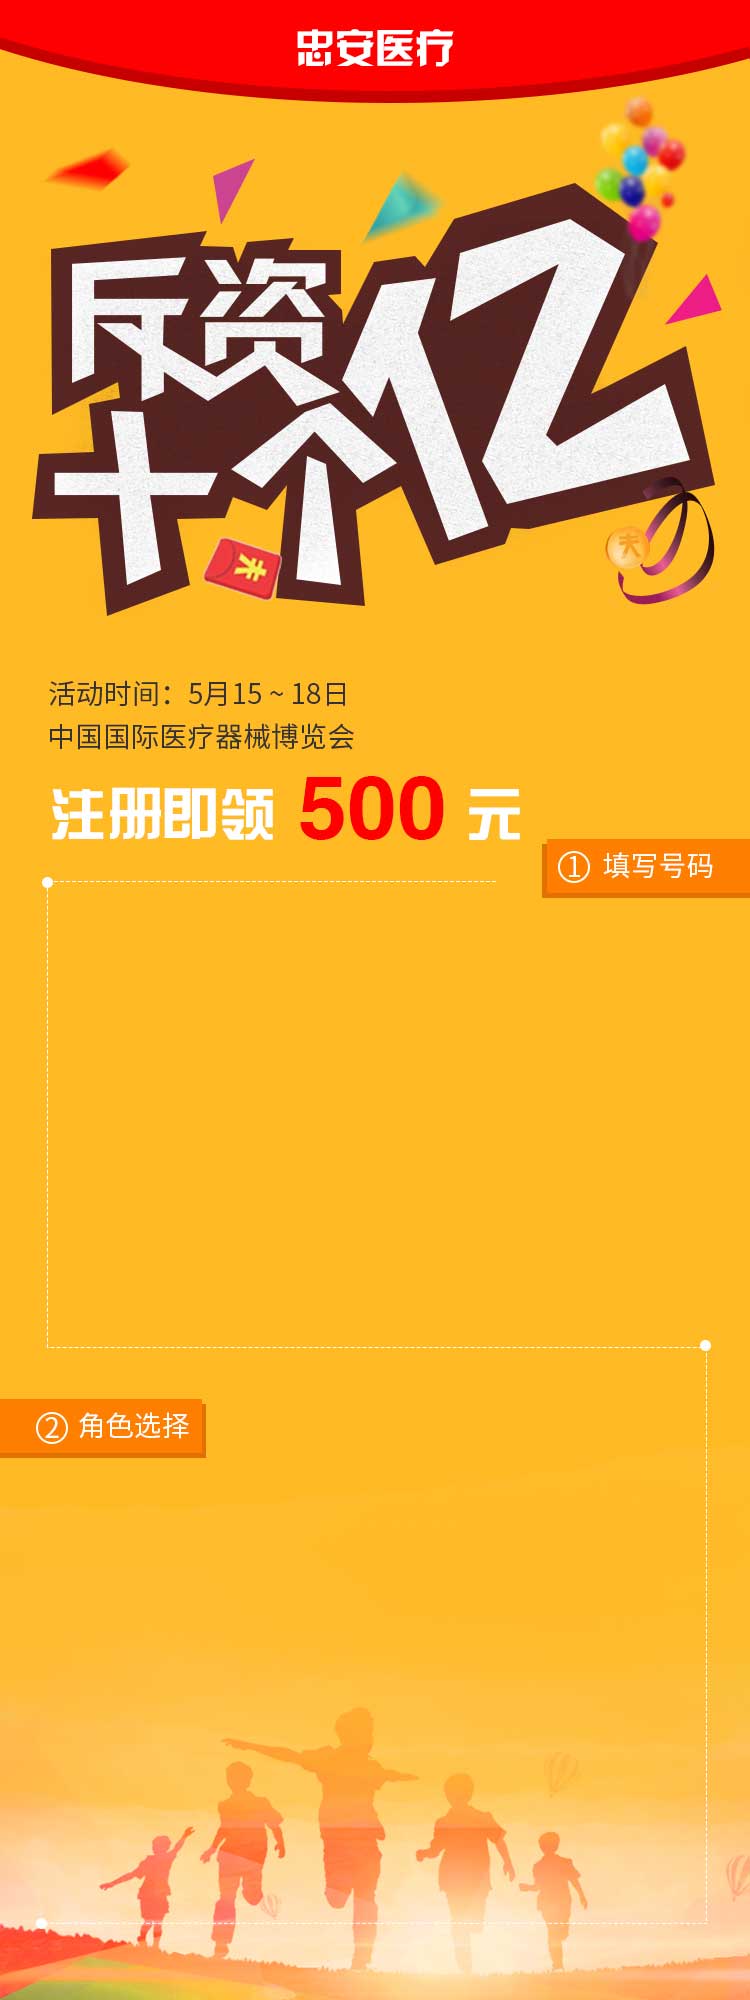 忠安医疗
斥资
十个亿
活动时间：5月15 ~ 18日
中国国际医疗器械博览会
注册即领 500 元
① 填写号码
② 角色选择